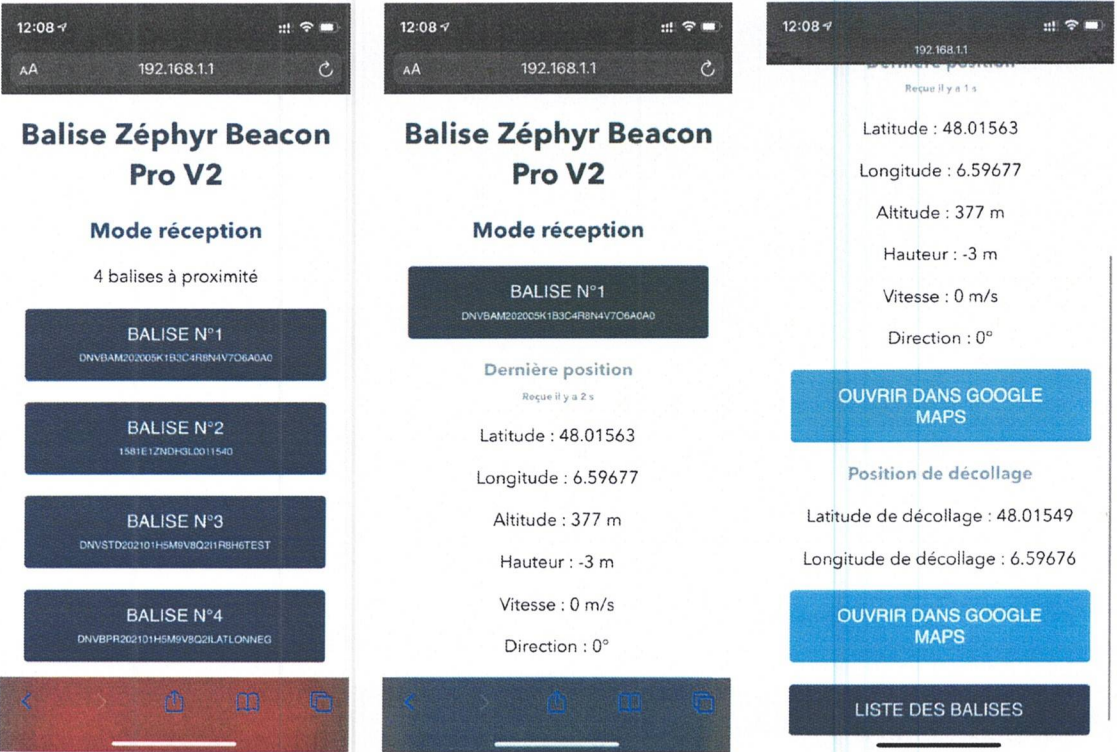 12:08
AA 192.168.1.1
Balise Zéphyr Beacon
Pro V2
Mode réception
4 balises à proximité
BALISE N°1
DNVBAM202005K1B3C4R8N4V7O6A0A0
BALISE N°2
1581E1ZNDH3L0011540
BALISE N°3
DNVSTD202101H5M9V8Q2I1R8H6TEST
BALISE N°4
DNVBPR202101H5M9V8Q2ILATLONNEG
12:08
AA 192.168.1.1
Balise Zéphyr Beacon
Pro V2
Mode réception
BALISE N°1
DNVBAM202005K1B3C4R8N4V7O6A0A0
Dernière position
Reçue il y a 2 s
Latitude : 48.01563
Longitude : 6.59677
Altitude : 377 m
Hauteur : -3 m
Vitesse : 0 m/s
Direction : 0°
12:08
192.168.1.1
Dernière position
Reçue il y a 1 s
Latitude : 48.01563
Longitude : 6.59677
Altitude : 377 m
Hauteur : -3 m
Vitesse : 0 m/s
Direction : 0°
OUVRIR DANS GOOGLE
MAPS
Position de décollage
Latitude de décollage : 48.01549
Longitude de décollage : 6.59676
OUVRIR DANS GOOGLE
MAPS
LISTE DES BALISES